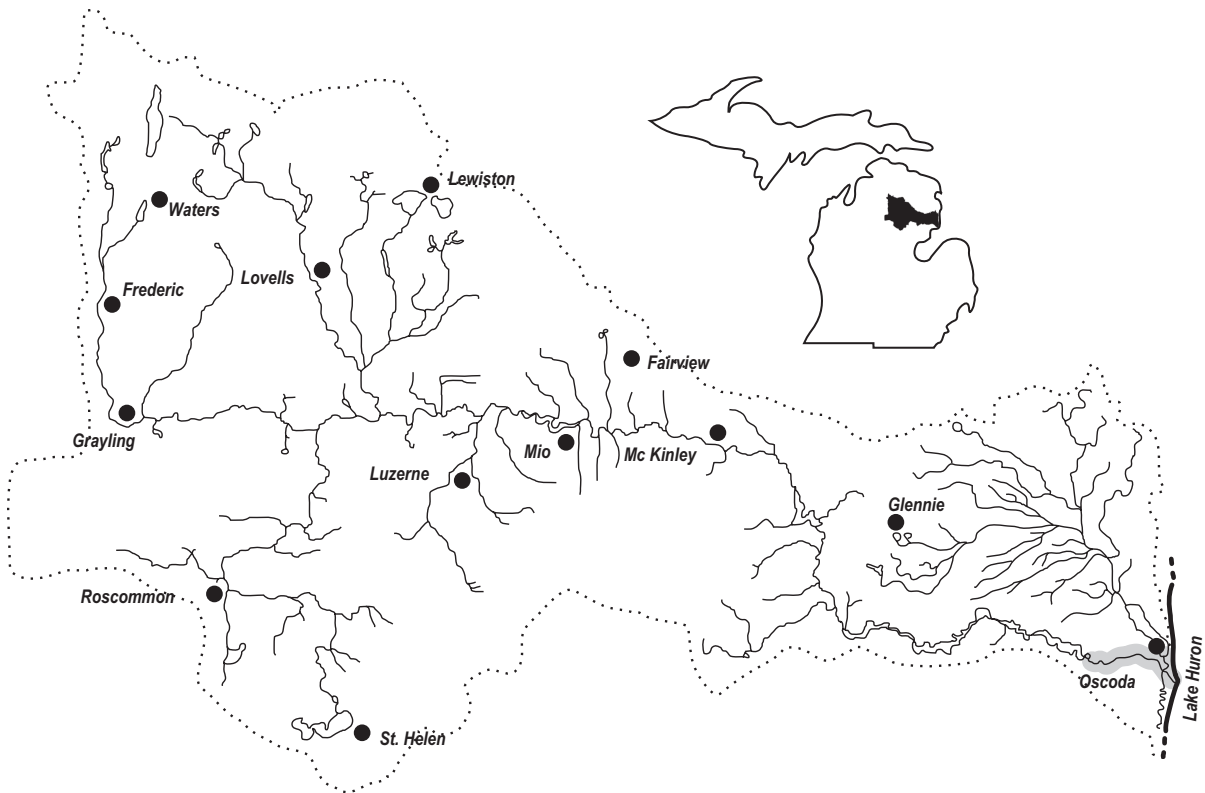 Lewiston
Waters
Lovells
Frederic
Fairview
Grayling
Mio
Mc Kinley
Luzerne
Glennie
Roscommon
Oscoda
Lake Huron
St. Helen